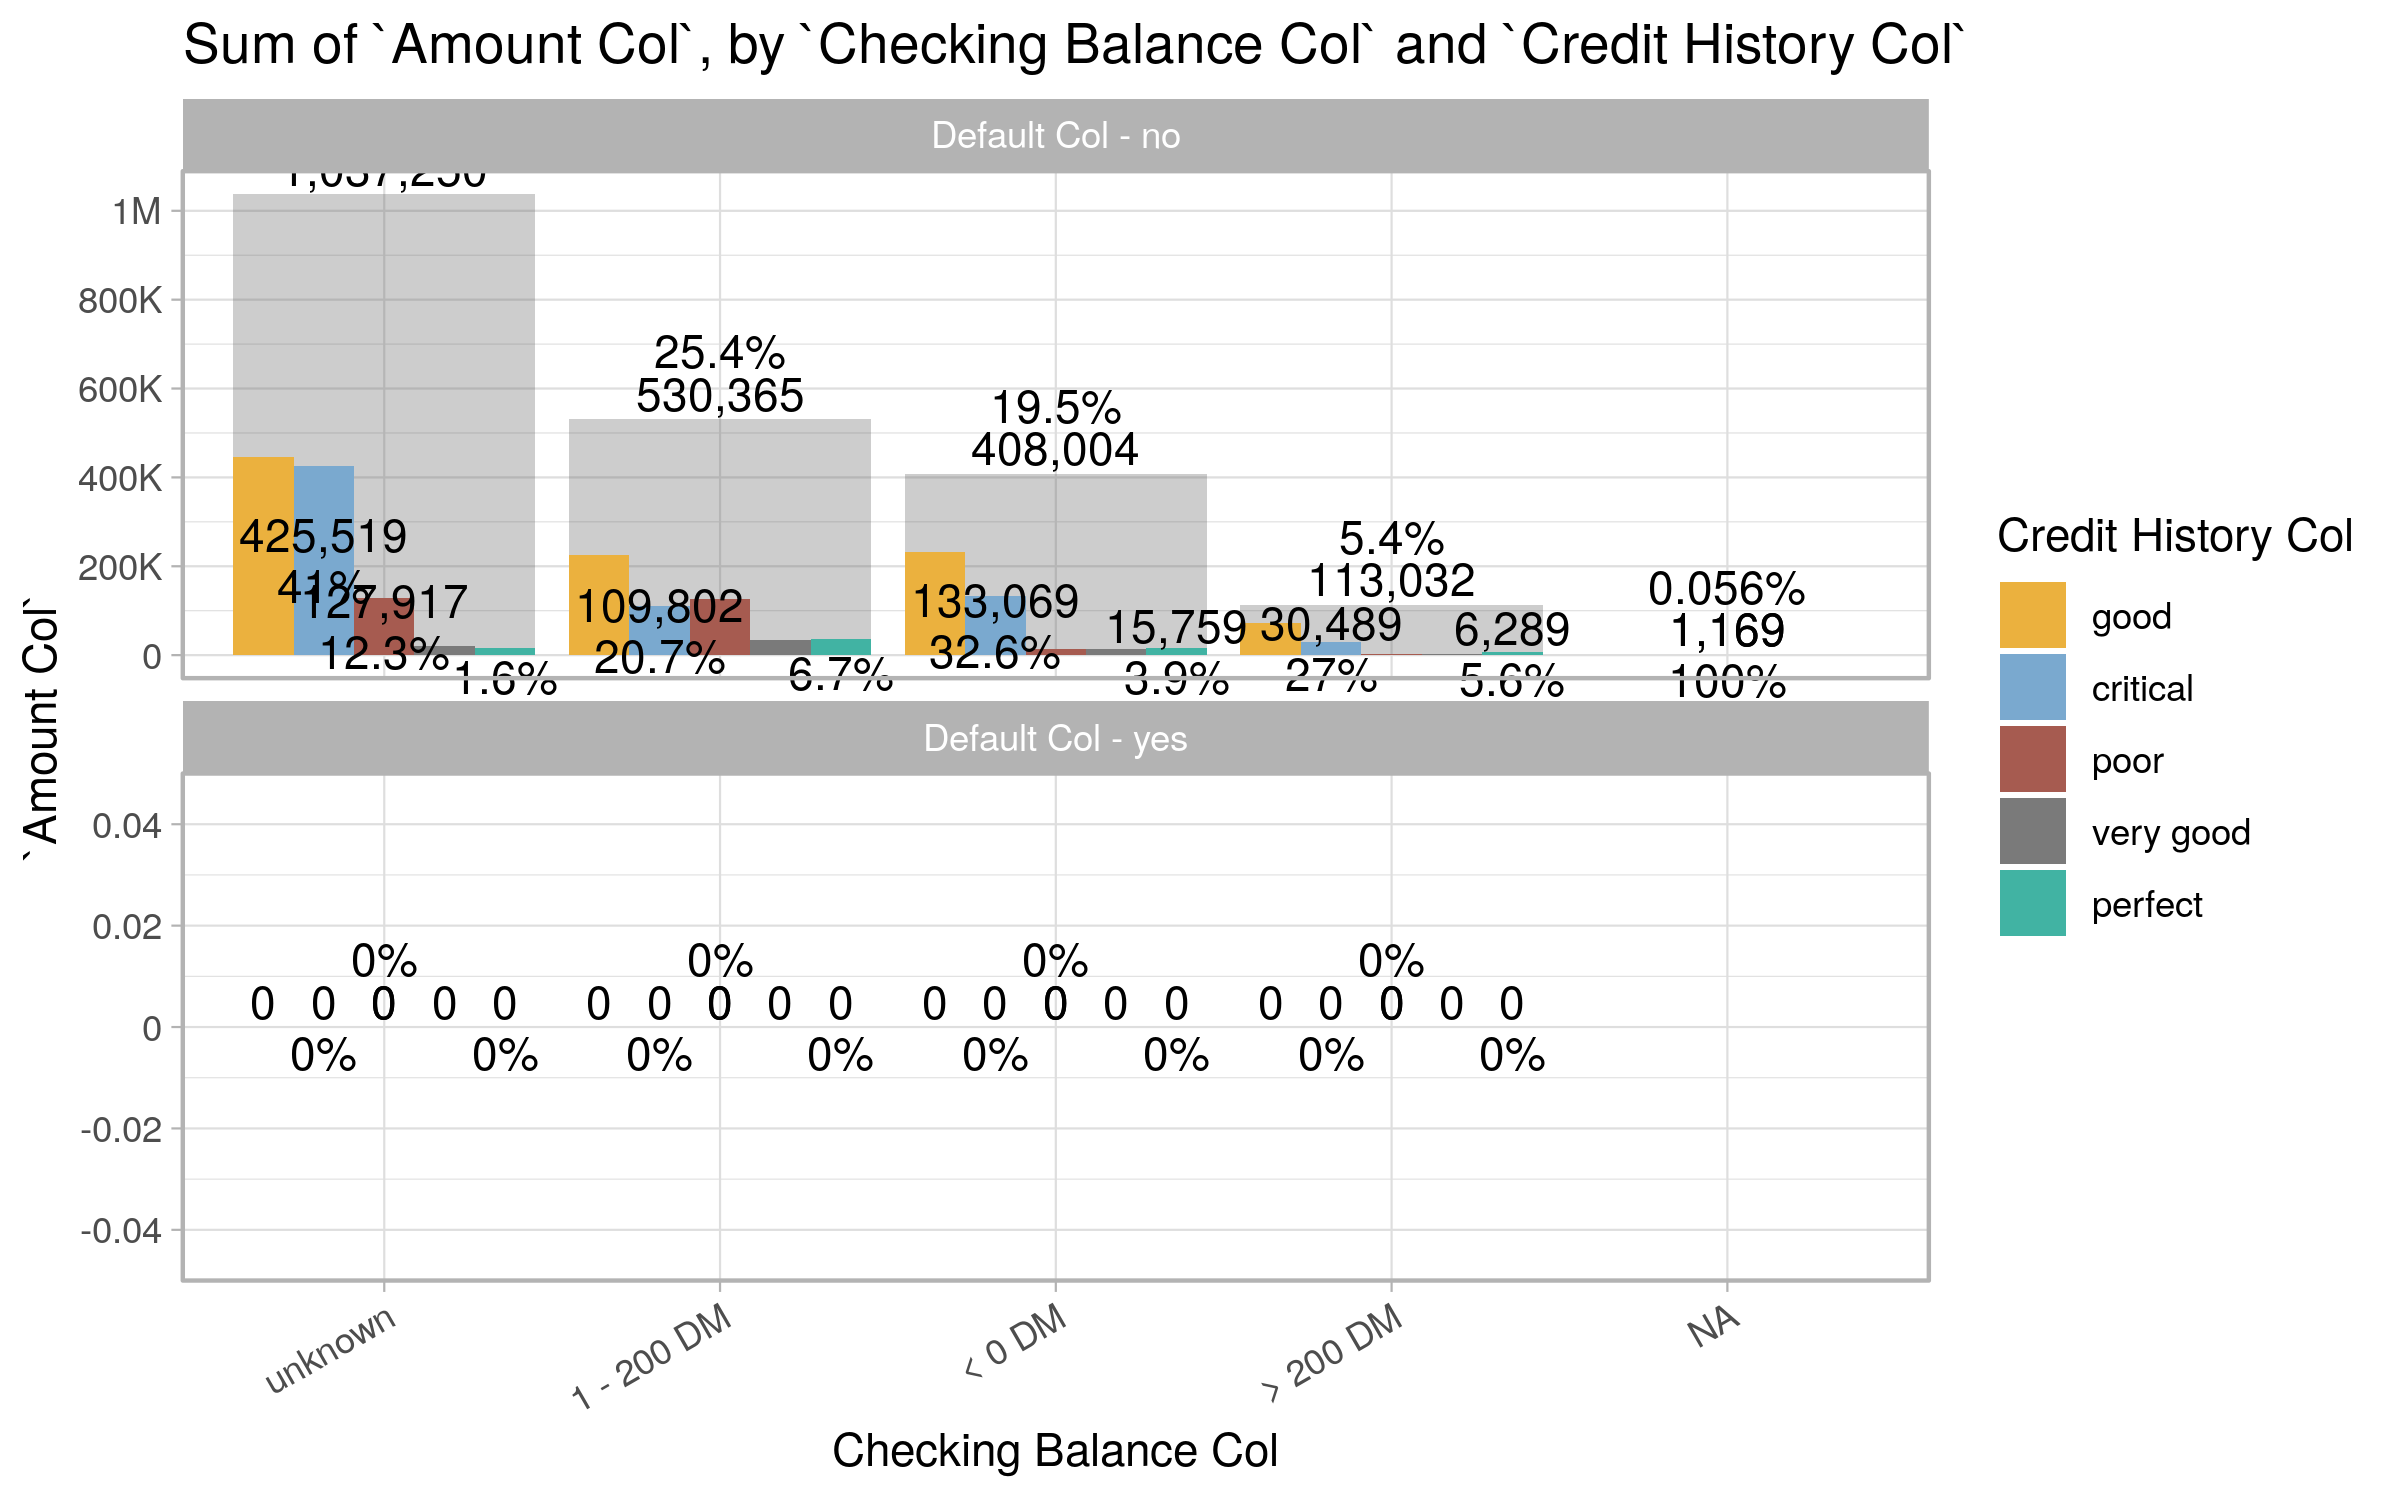 Sum of `Amount Col`, by `Checking Balance Col` and `Credit History Col`
Default Col - no
1,037,250
1M
800K
600K
400K
200K
0
25.4%
530,365
19.5%
408,004
425,519
41%
127,917
12.3%
1.6%
109,802
20.7%
6.7%
133,069
32.6%
15,759
3.9%
5.4%
113,032
30,489
27%
6,289
5.6%
0.056%
1,169
100%
`Amount Col`
Default Col - yes
0.04
0.02
0
-0.02
-0.04
0% 0% 0% 0%
0 0 0 0 0 0 0 0 0 0 0 0 0 0 0 0 0 0 0 0
0% 0% 0% 0% 0% 0% 0% 0%
unknown
1 - 200 DM
< 0 DM
> 200 DM
NA
Checking Balance Col
Credit History Col
good
critical
poor
very good
perfect